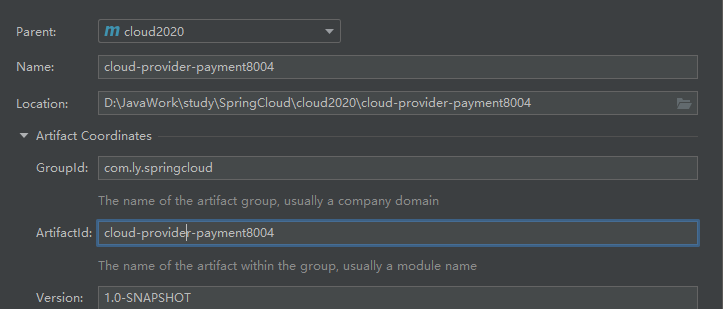 Parent: m cloud2020
Name: cloud-provider-payment8004
Location: D:\JavaWork\study\SpringCloud\cloud2020\cloud-provider-payment8004
Artifact Coordinates
GroupId: com.ly.springcloud
The name of the artifact group, usually a company domain
ArtifactId: cloud-provider-payment8004
The name of the artifact within the group, usually a module name
Version: 1.0-SNAPSHOT